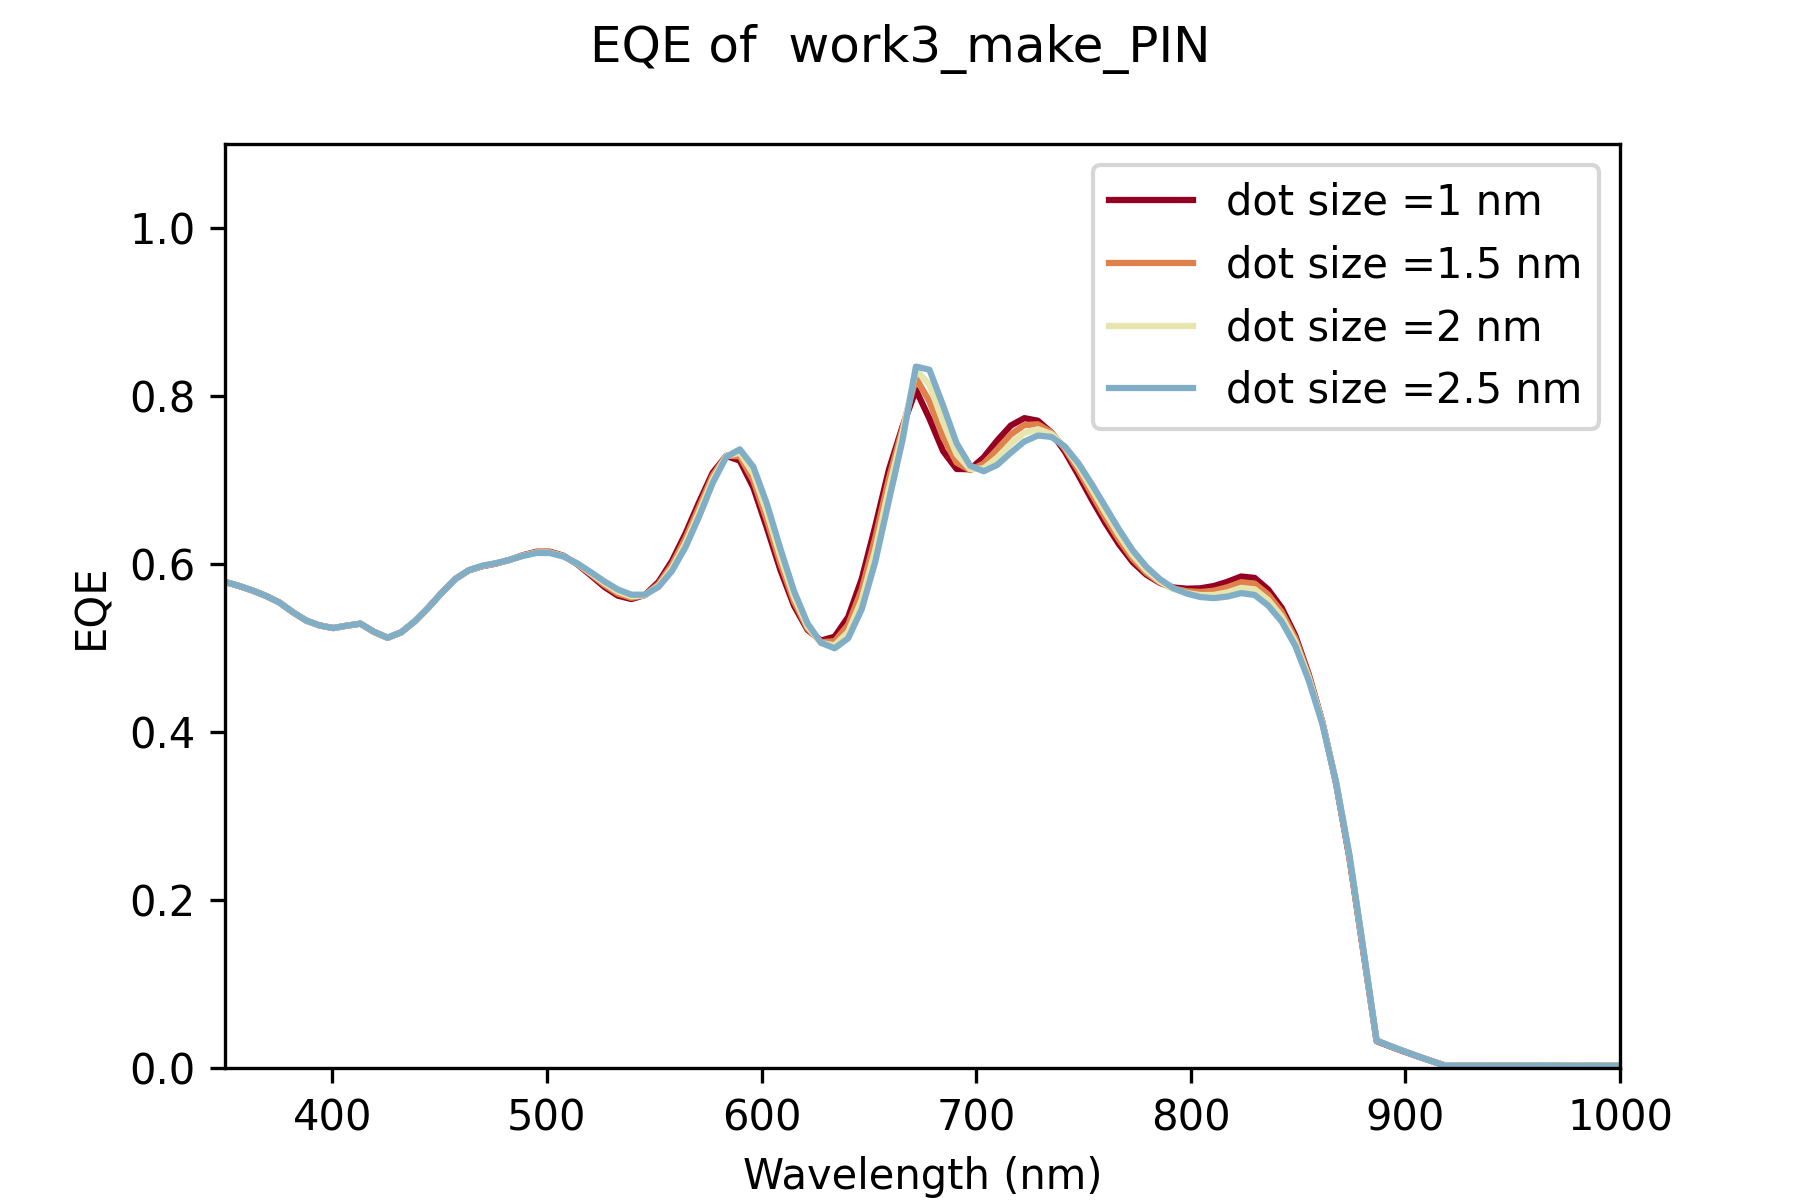 EQE of  work3_make_PIN
dot size =1 nm
dot size =1.5 nm
dot size =2 nm
dot size =2.5 nm
1.0
0.8
0.6
0.4
0.2
0.0
EQE
400 500 600 700 800 900 1000
Wavelength (nm)